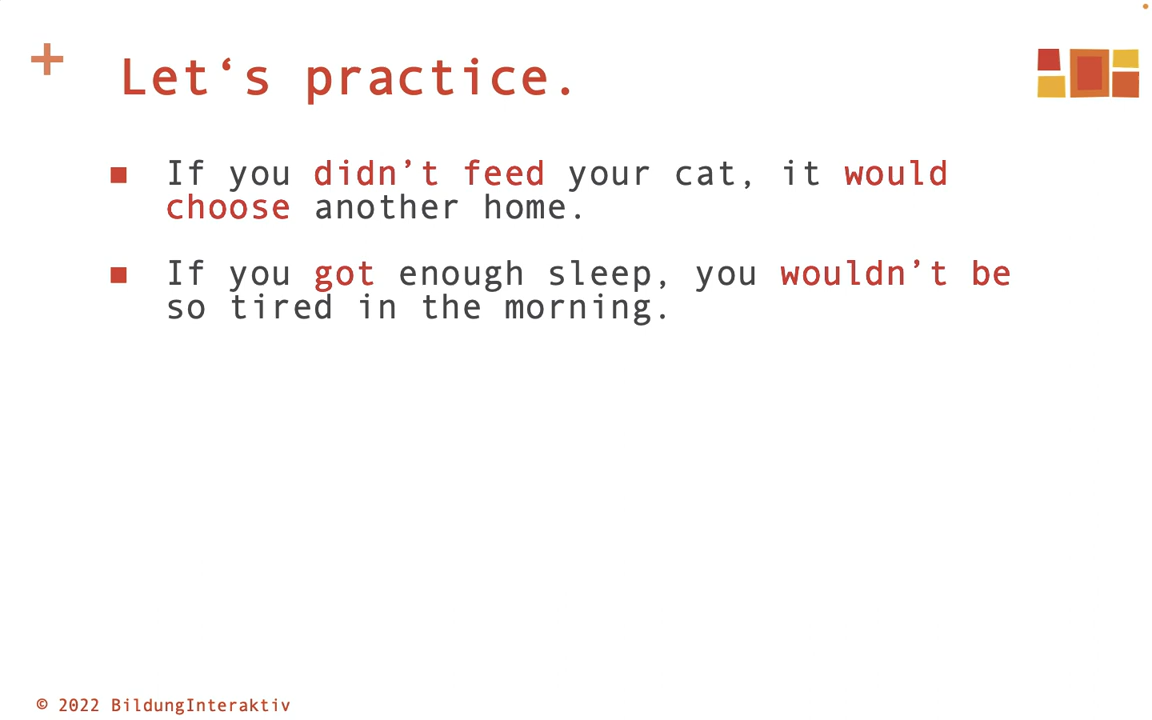 Let‘s practice.
If you didn’t feed your cat, it would
choose another home.
If you got enough sleep, you wouldn’t be
so tired in the morning.
© 2022 BildungInteraktiv